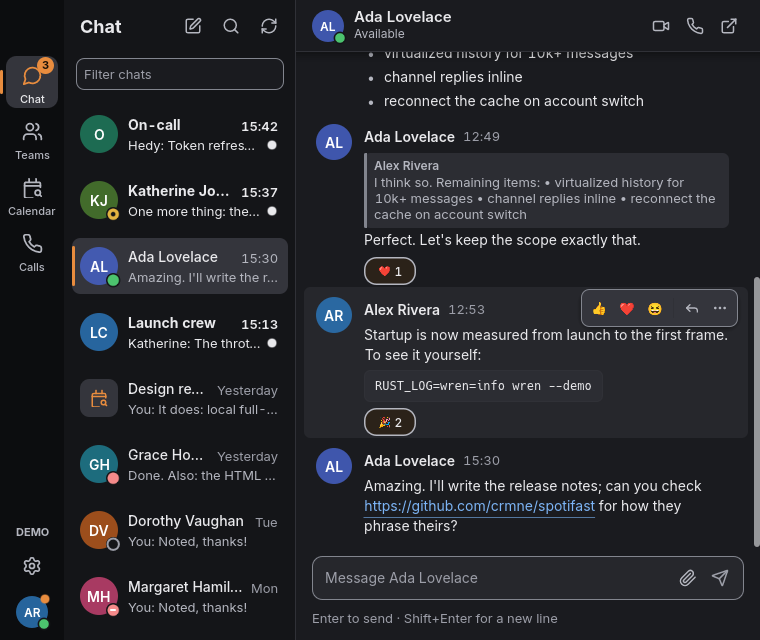 3
Chat
Teams
Calendar
Calls
DEMO
AR
Chat
Filter chats
O
On-call
15:42
Hedy: Token refres...
KJ
Katherine Jo...
15:37
One more thing: the...
AL
Ada Lovelace
15:30
Amazing. I'll write the r...
LC
Launch crew
15:13
Katherine: The throt...
Design re...
Yesterday
You: It does: local full-...
GH
Grace Ho...
Yesterday
Done. Also: the HTML ...
DV
Dorothy Vaughan
Tue
You: Noted, thanks!
MH
Margaret Hamil...
Mon
You: Noted, thanks!
AL
Ada Lovelace
Available
• virtualized history for 10k+ messages
• channel replies inline
• reconnect the cache on account switch
AL
Ada Lovelace 12:49
Alex Rivera
I think so. Remaining items: • virtualized history for
10k+ messages • channel replies inline • reconnect the
cache on account switch
Perfect. Let's keep the scope exactly that.
❤️ 1
AR
Alex Rivera 12:53
👍 ❤️ 😆
Startup is now measured from launch to the first frame.
To see it yourself:
RUST_LOG=wren=info wren --demo
🎉 2
AL
Ada Lovelace 15:30
Amazing. I'll write the release notes; can you check
https://github.com/crmne/spotifast for how they
phrase theirs?
Message Ada Lovelace
Enter to send · Shift+Enter for a new line